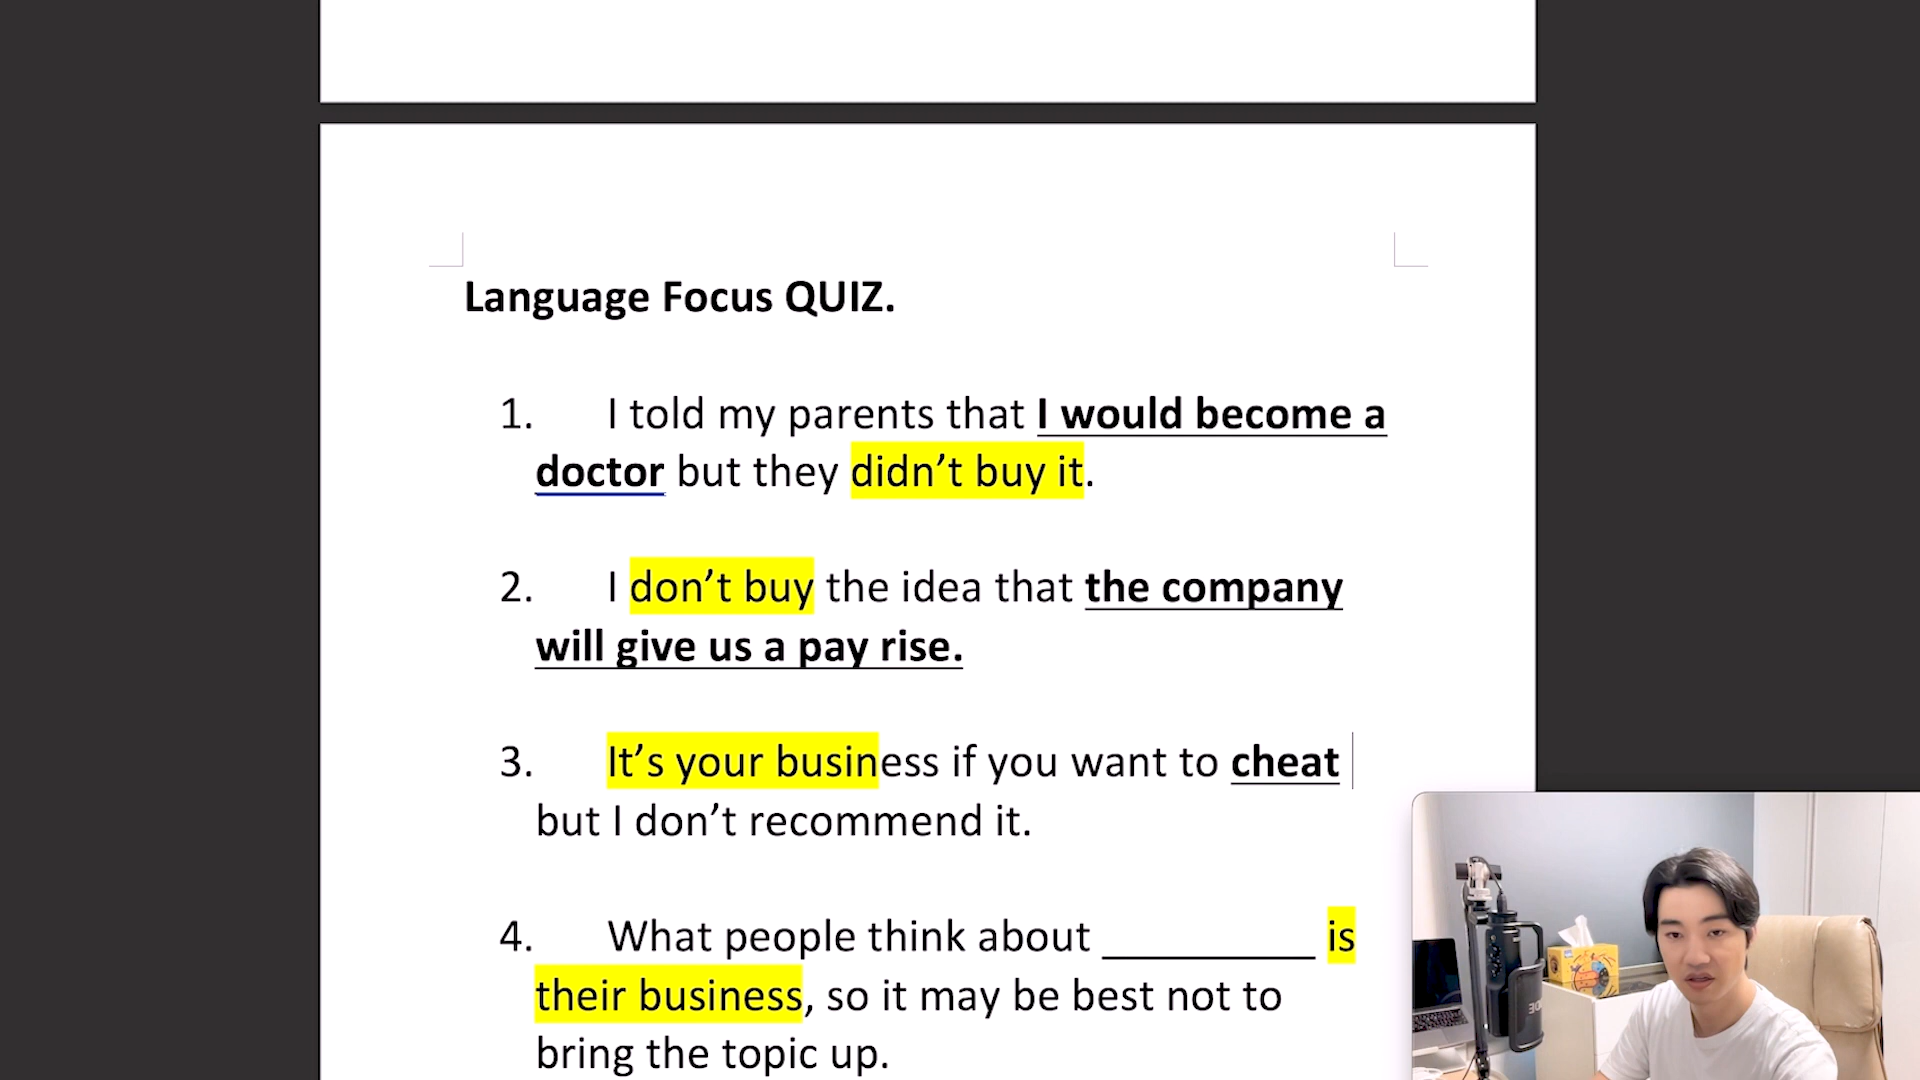 Language Focus QUIZ.
1. I told my parents that I would become a
doctor but they didn’t buy it.
2. I don’t buy the idea that the company
will give us a pay rise.
3. It’s your business if you want to cheat
but I don’t recommend it.
4. What people think about __________ is
their business, so it may be best not to
bring the topic up.